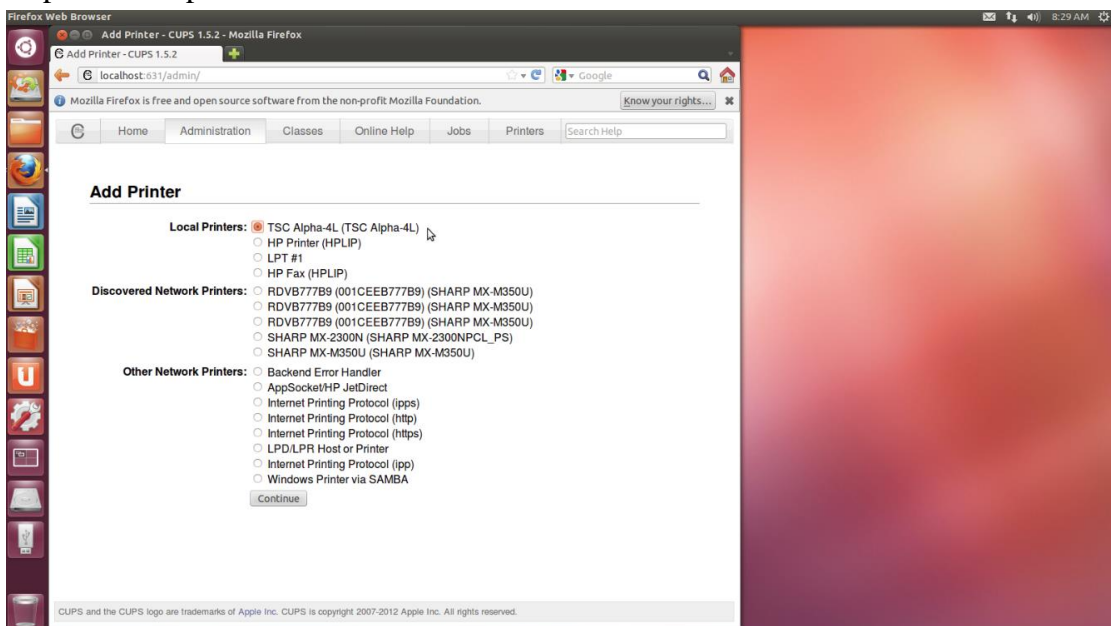 Firefox Web Browser
8:29 AM
Add Printer - CUPS 1.5.2 - Mozilla Firefox
Add Printer - CUPS 1.5.2
localhost:631/admin/
Google
Mozilla Firefox is free and open source software from the non-profit Mozilla Foundation.
Know your rights...
Home Administration Classes Online Help Jobs Printers Search Help
Add Printer
Local Printers: TSC Alpha-4L (TSC Alpha-4L)
HP Printer (HPLIP)
LPT #1
HP Fax (HPLIP)
Discovered Network Printers: RDVB777B9 (001CEEB777B9) (SHARP MX-M350U)
RDVB777B9 (001CEEB777B9) (SHARP MX-M350U)
RDVB777B9 (001CEEB777B9) (SHARP MX-M350U)
SHARP MX-2300N (SHARP MX-2300NPCL_PS)
SHARP MX-M350U (SHARP MX-M350U)
Other Network Printers: Backend Error Handler
AppSocket/HP JetDirect
Internet Printing Protocol (ipps)
Internet Printing Protocol (http)
Internet Printing Protocol (https)
LPD/LPR Host or Printer
Internet Printing Protocol (ipp)
Windows Printer via SAMBA
Continue
CUPS and the CUPS logo are trademarks of Apple Inc. CUPS is copyright 2007-2012 Apple Inc. All rights reserved.